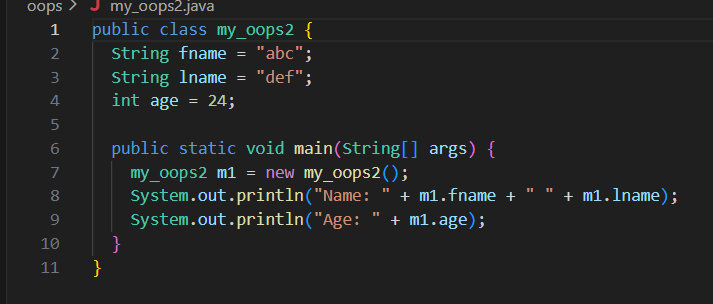 oops > J my_oops2.java
1 public class my_oops2 {
2   String fname = "abc";
3   String lname = "def";
4   int age = 24;
5
6   public static void main(String[] args) {
7     my_oops2 m1 = new my_oops2();
8     System.out.println("Name: " + m1.fname + " " + m1.lname);
9     System.out.println("Age: " + m1.age);
10   }
11 }